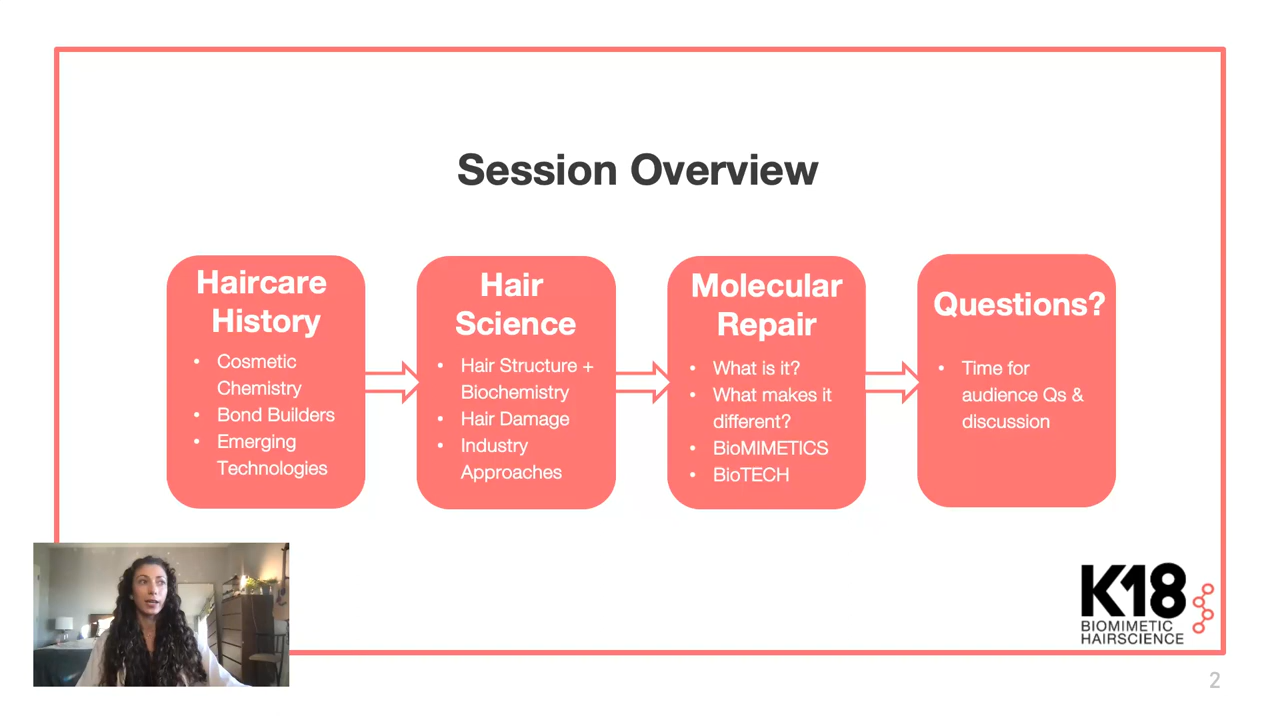 Session Overview
Haircare
History
• Cosmetic
Chemistry
• Bond Builders
• Emerging
Technologies
Hair
Science
• Hair Structure +
Biochemistry
• Hair Damage
• Industry
Approaches
Molecular
Repair
• What is it?
• What makes it
different?
• BioMIMETICS
• BioTECH
Questions?
• Time for
audience Qs &
discussion
K18
BIOMIMETIC
HAIRSCIENCE
2